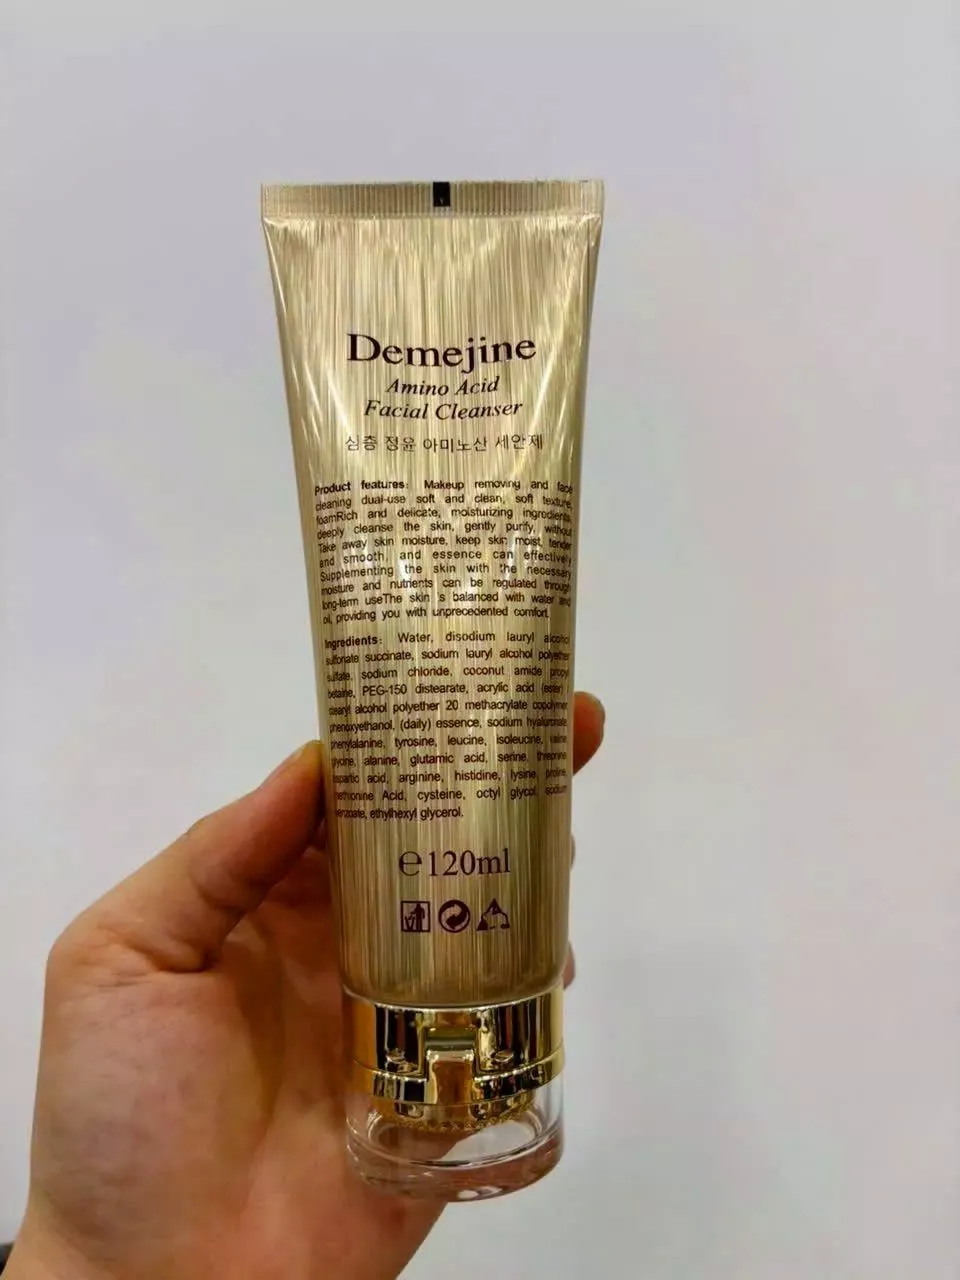 Demejine
Amino Acid
Facial Cleanser
심층 정윤 아미노산 세안제
Product features: Makeup removing and face
cleaning dual-use soft and clean, soft texture,
foamRich and delicate, moisturizing ingredients,
deeply cleanse the skin, gently purify, without
Take away skin moisture, keep skin moist, tender
and smooth, and essence can effectively
Supplementing the skin with the necessary
moisture and nutrients can be regulated through
long-term useThe skin is balanced with water and
oil, providing you with unprecedented comfort.
Ingredients: Water, disodium lauryl alcohol
sulfonate succinate, sodium lauryl alcohol polyether
sulfate, sodium chloride, coconut amide propyl
betaine, PEG-150 distearate, acrylic acid (ester) /
stearyl alcohol polyether 20 methacrylate copolymer,
phenoxyethanol, (daily) essence, sodium hyaluronate,
phenylalanine, tyrosine, leucine, isoleucine, valine,
glycine, alanine, glutamic acid, serine, threonine,
aspartic acid, arginine, histidine, lysine, proline,
methionine Acid, cysteine, octyl glycol, sodium
benzoate, ethylhexyl glycerol.
℮120ml